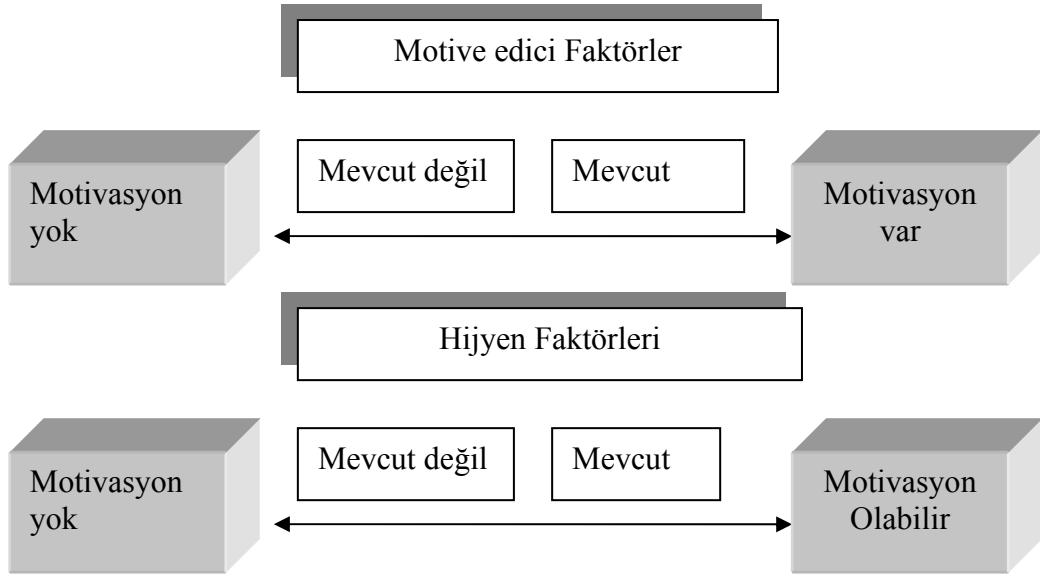 Motive edici Faktörler
Motivasyon
yok
Mevcut değil
Mevcut
Motivasyon
var
Hijyen Faktörleri
Motivasyon
yok
Mevcut değil
Mevcut
Motivasyon
Olabilir